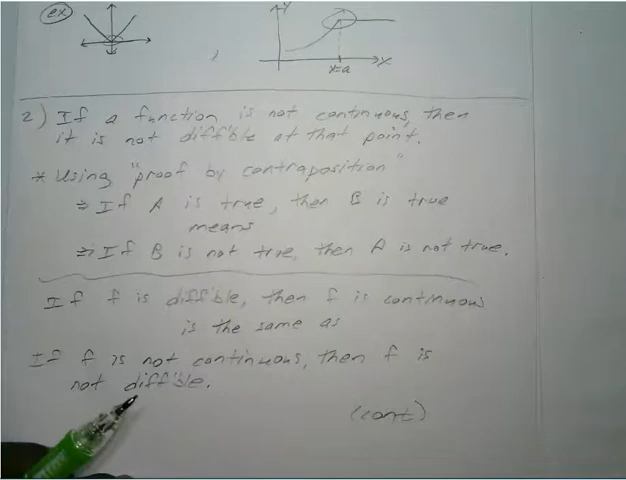 ex
y
,
x=a
x
2) If a function is not continuous, then
it is not diff'ble at that point.
* Using "proof by contraposition"
⇒ If A is true, then B is true
means
⇒ If B is not true, then A is not true.
If f is diff'ble, then f is continuous
is the same as
If f is not continuous, then f is
not diff'ble.
(cont)